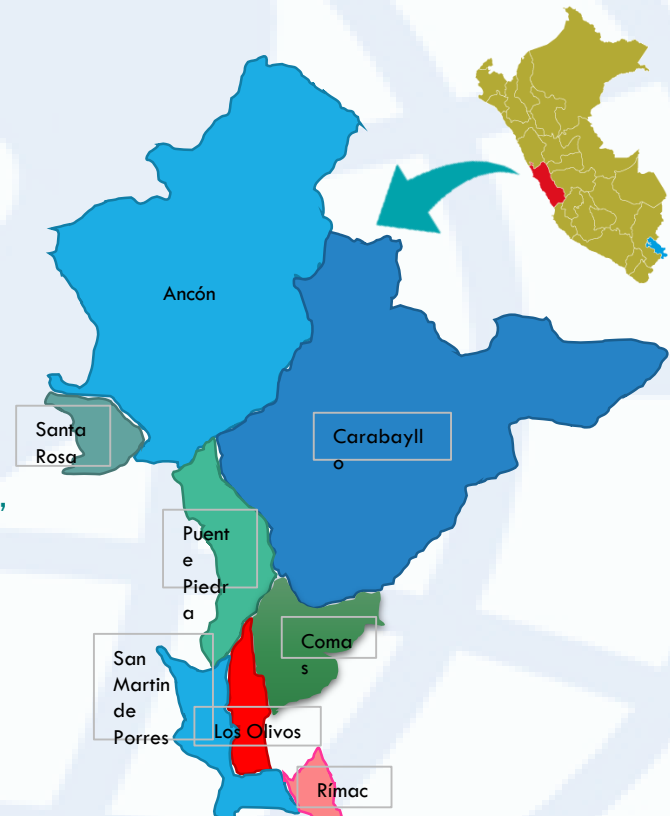 Ancón
Santa
Rosa
Carabayll
o
,
Puent
e
Piedr
a
Coma
s
San
Martin
de
Porres
Los Olivos
Rímac